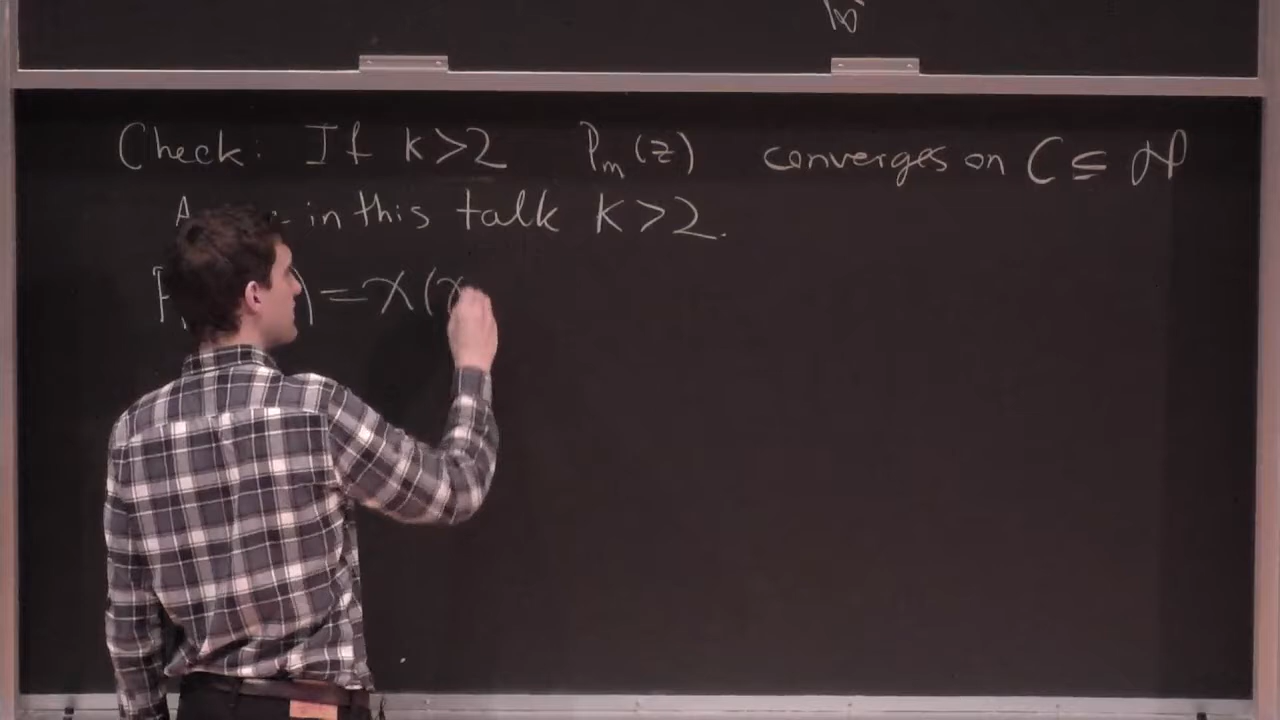 Check: If k>2 P_m(z) converges on C ⊆ 𝓗
in this talk k>2.
) = χ(